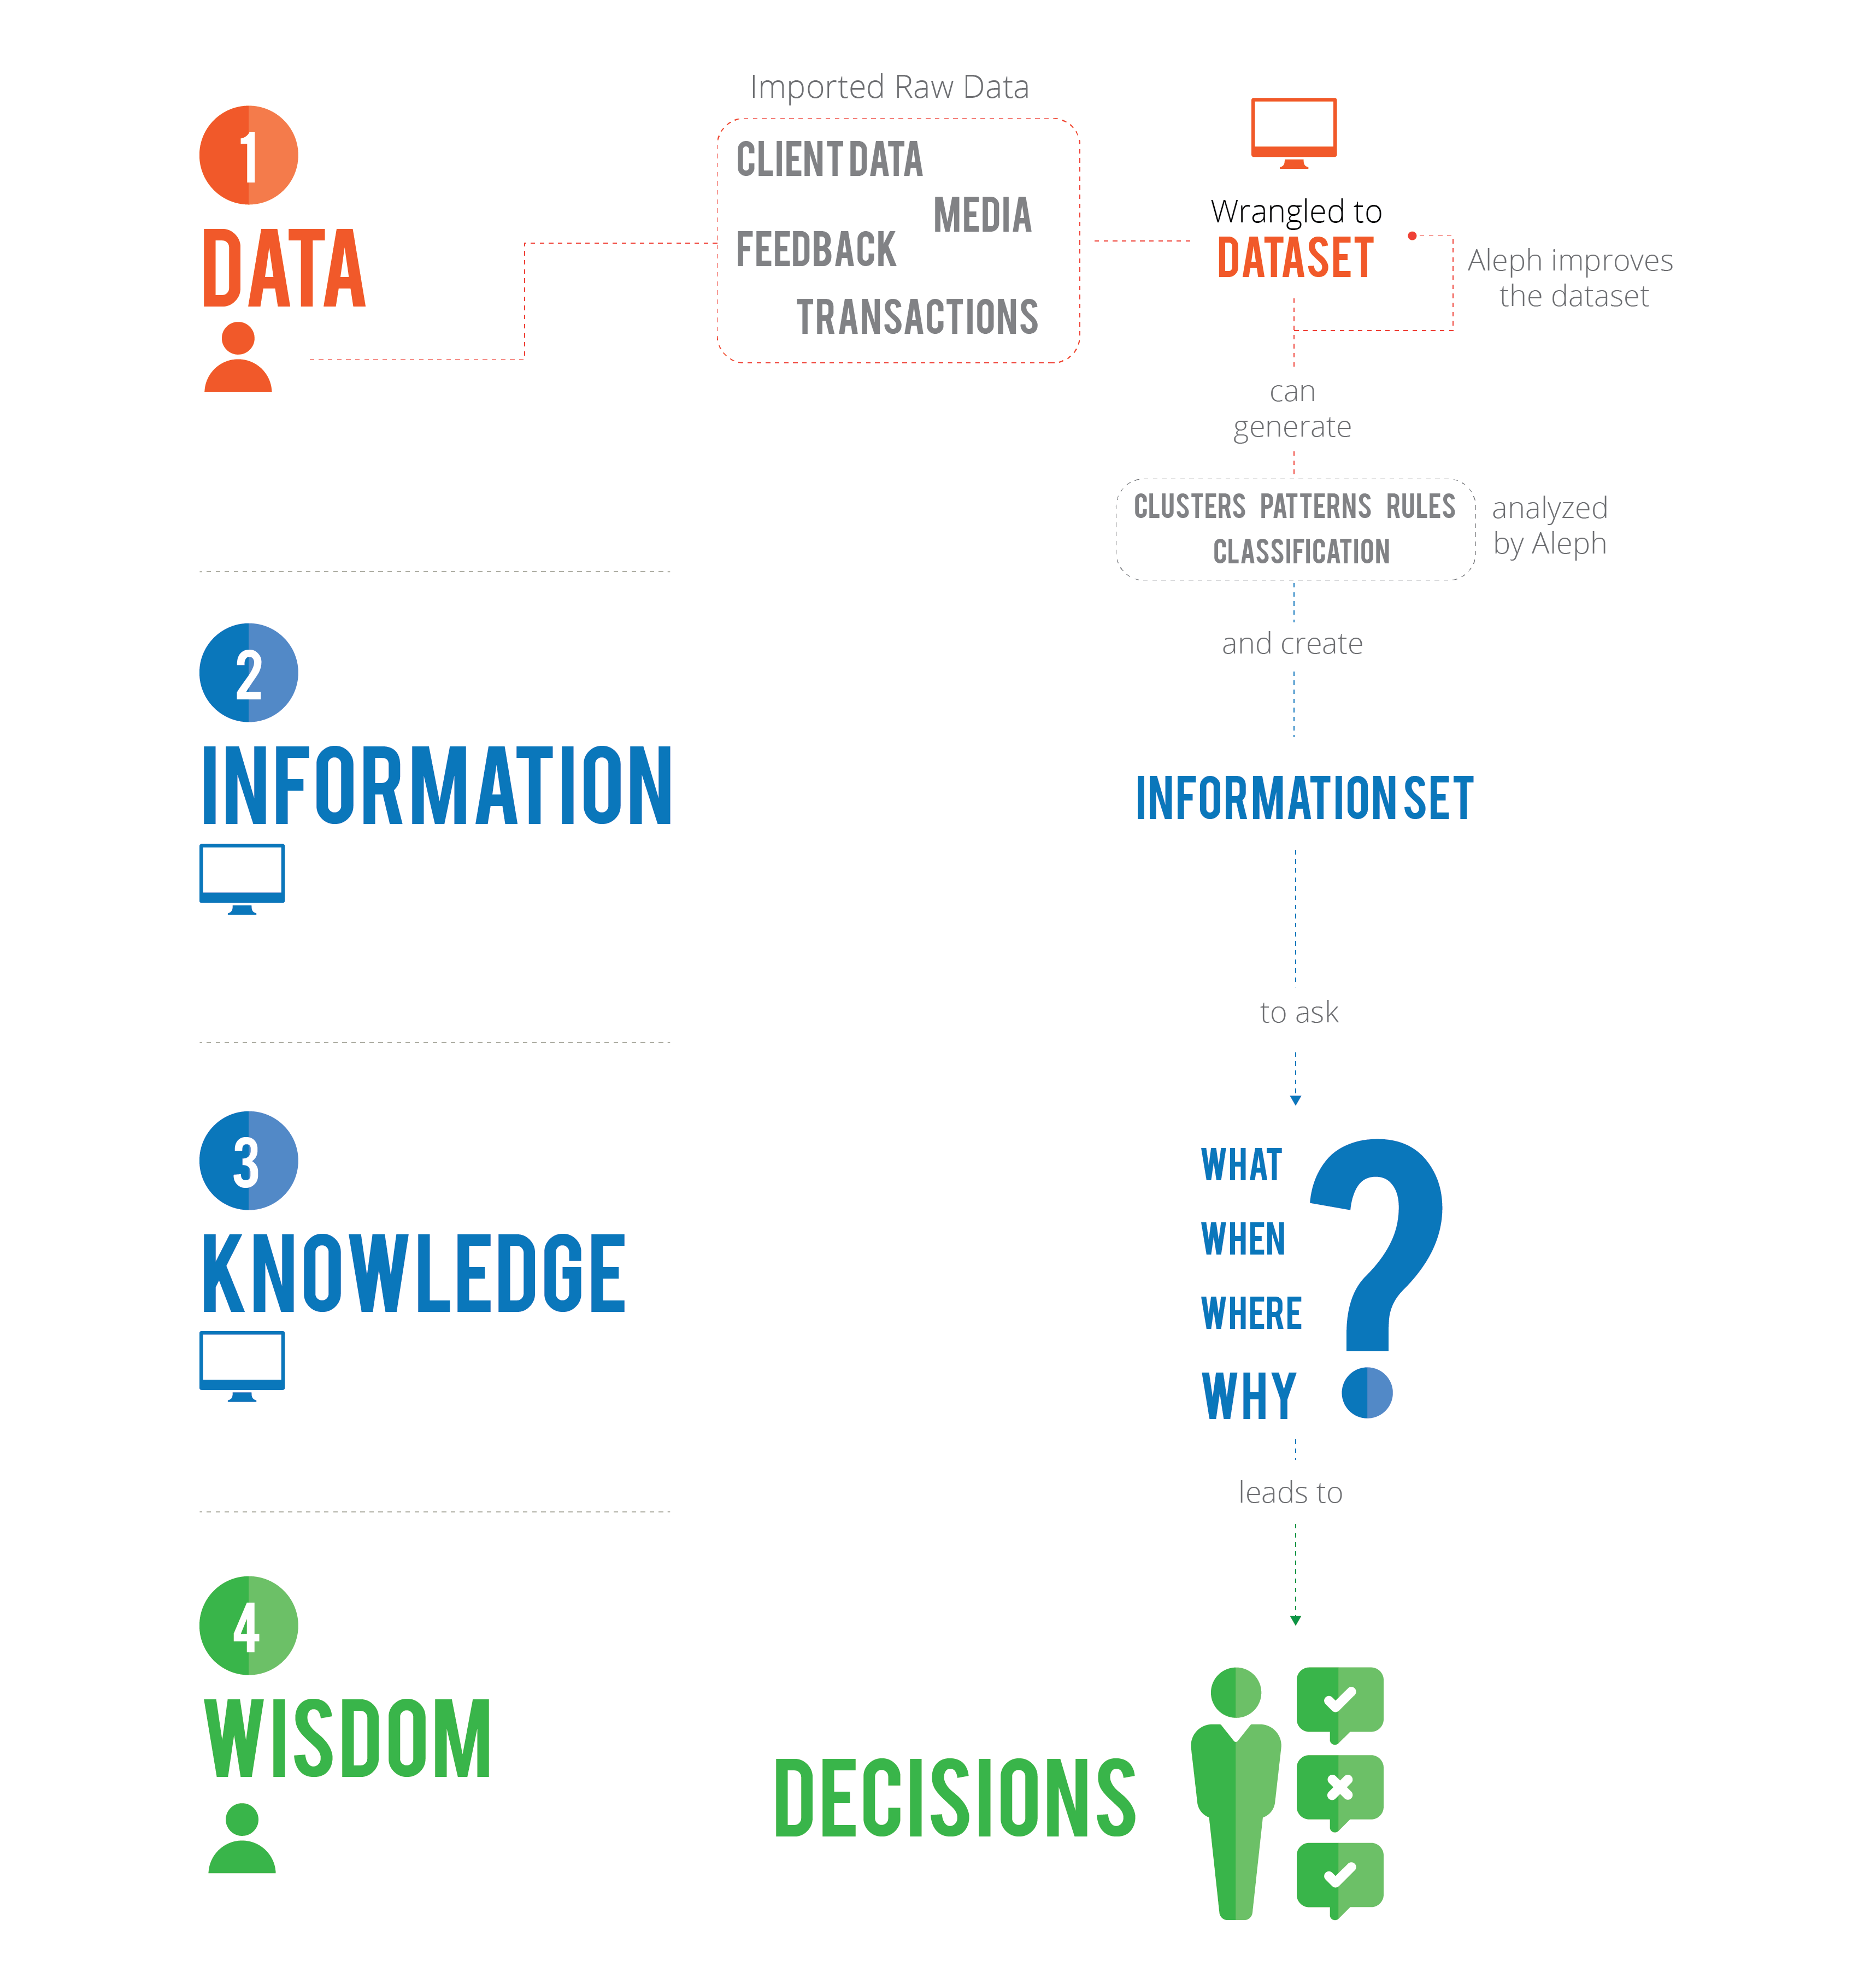 1
DATA
Imported Raw Data
CLIENT DATA
MEDIA
FEEDBACK
TRANSACTIONS
Wrangled to
DATASET
Aleph improves
the dataset
can
generate
CLUSTERS PATTERNS RULES
CLASSIFICATION
analyzed
by Aleph
and create
2
INFORMATION
INFORMATION SET
to ask
3
KNOWLEDGE
WHAT
WHEN
WHERE
WHY
?
leads to
4
WISDOM
DECISIONS